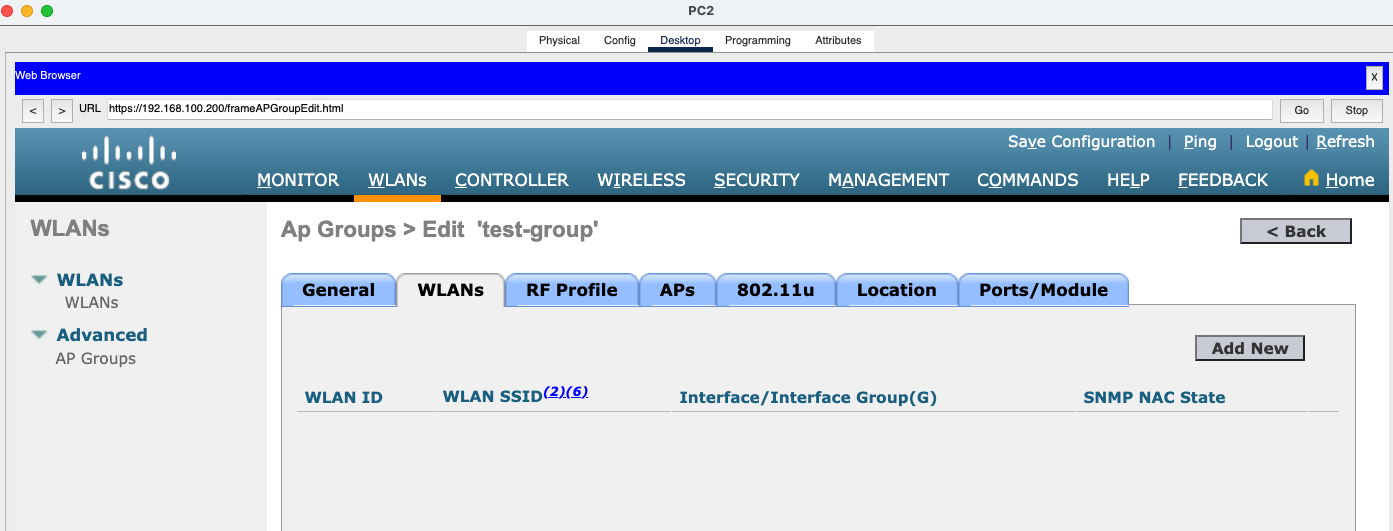 PC2
Physical Config Desktop Programming Attributes
Web Browser X
< > URL https://192.168.100.200/frameAPGroupEdit.html Go Stop
Save Configuration | Ping | Logout | Refresh
CISCO
MONITOR WLANs CONTROLLER WIRELESS SECURITY MANAGEMENT COMMANDS HELP FEEDBACK Home
WLANs
WLANs
WLANs
Advanced
AP Groups
Ap Groups > Edit 'test-group'
< Back
General WLANs RF Profile APs 802.11u Location Ports/Module
Add New
WLAN ID WLAN SSID(2)(6) Interface/Interface Group(G) SNMP NAC State